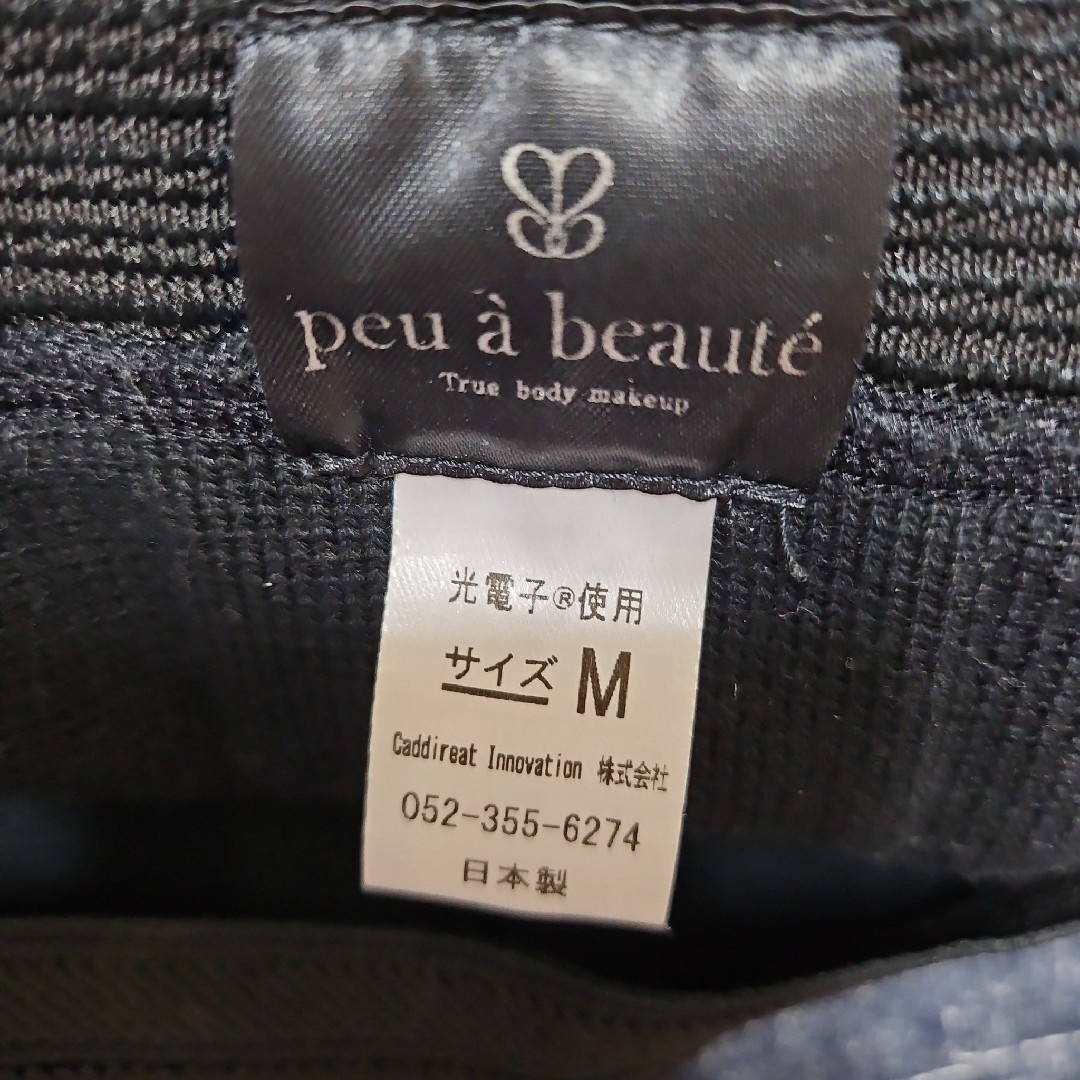 peu à beauté
True body makeup
光電子®使用
サイズ M
Caddireat Innovation 株式会社
052-355-6274
日本製